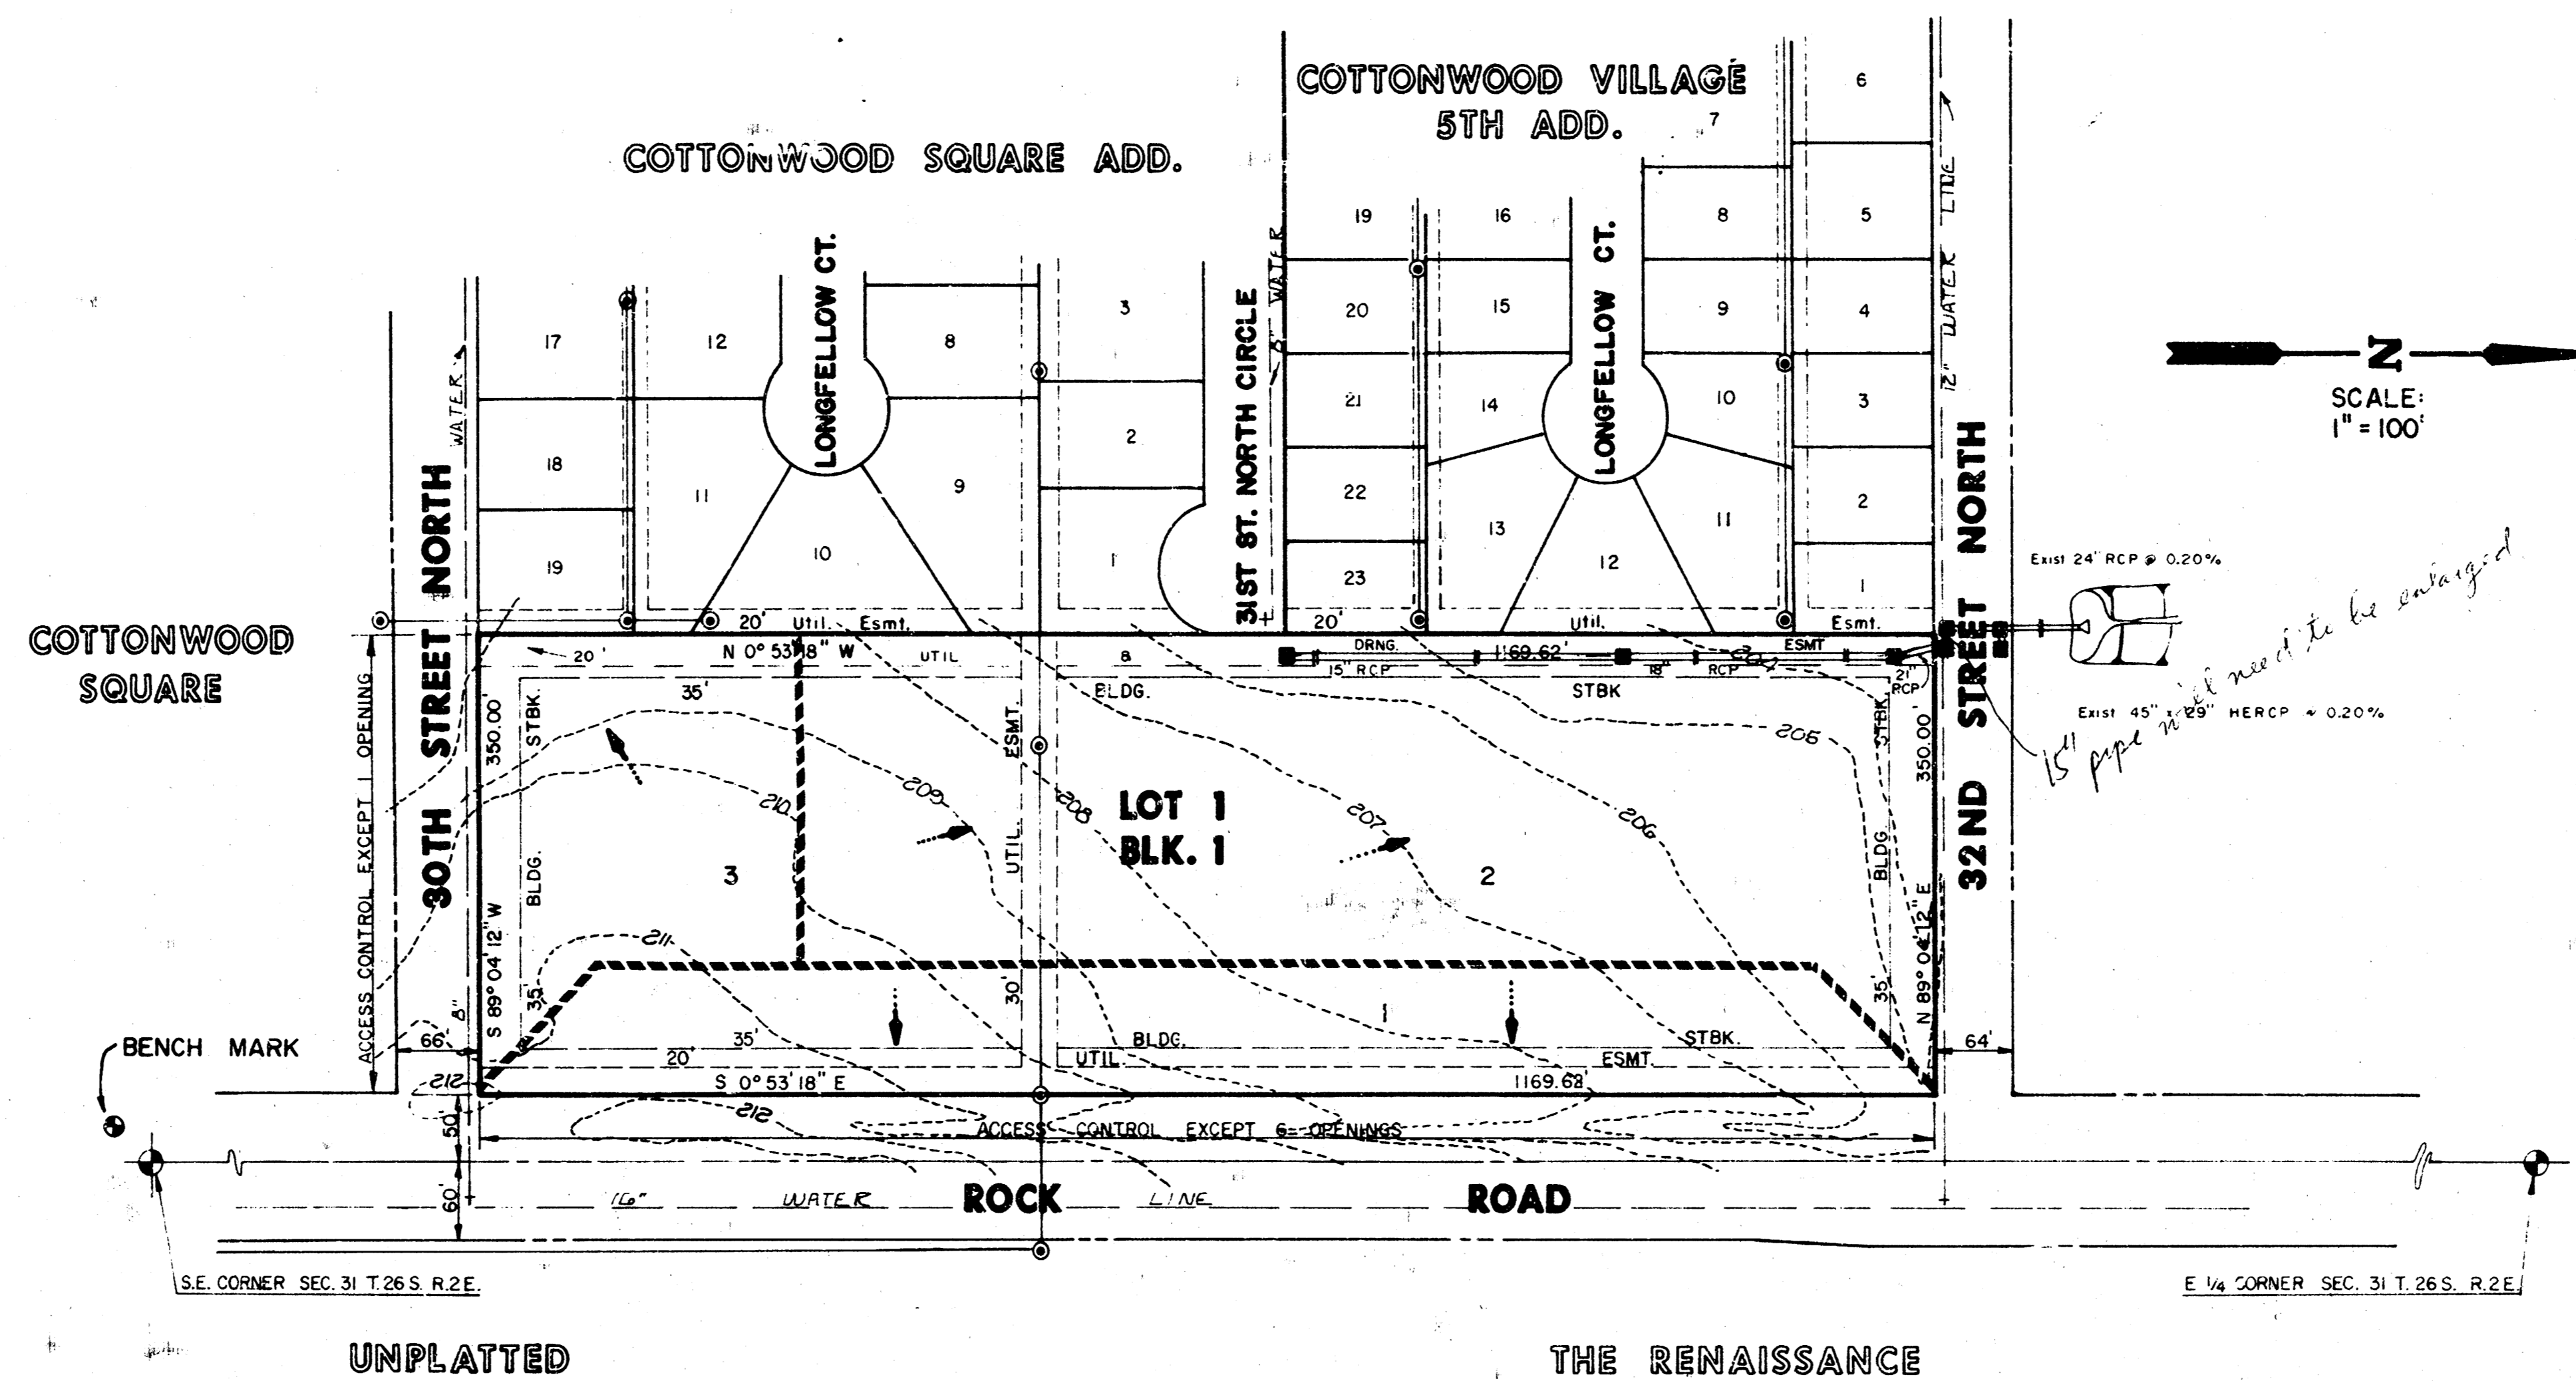 COTTONWOOD VILLAGE
5TH ADD.
COTTONWOOD SQUARE ADD.
6
7
5
8
16
19
4
9
15
20
3
10
14
21
2
11
13
22
1
12
23
LONGFELLOW CT.
LONGFELLOW CT.
31ST ST. NORTH CIRCLE
8" WATER
12" WATER LINE
WATER
17
12
8
3
18
11
9
2
19
10
1
N
SCALE:
1" = 100'
30TH STREET NORTH
32ND STREET NORTH
Exist 24" RCP @ 0.20%
Exist 45" x 29" HERCP @ 0.20%
15" pipe will need to be enlarged
COTTONWOOD
SQUARE
20' Util. Esmt.
20' Util. Esmt.
20' N 0° 53' 18" W UTIL. & DRNG. 1169.62' ESMT
15" RCP
18" RCP
21"
RCP
35' BLDG. STBK
350.00'
STBK.
BLDG.
35'
S 89° 04' 12" W
8"
350.00'
STBK
BLDG.
35'
N 89° 04' 12" E
UTIL. ESMT.
30'
205
206
207
208
209
210
211
212
212
LOT 1
BLK. 1
3
2
1
ACCESS CONTROL EXCEPT 1 OPENING
BENCH MARK
66'
64'
35' BLDG. STBK.
20' UTIL. ESMT.
S 0° 53' 18" E 1169.62'
50'
60'
ACCESS CONTROL EXCEPT 6 OPENINGS
16" WATER LINE
ROCK ROAD
S.E. CORNER SEC. 31 T. 26 S. R. 2 E.
E 1/4 CORNER SEC. 31 T. 26 S. R. 2 E.
UNPLATTED
THE RENAISSANCE